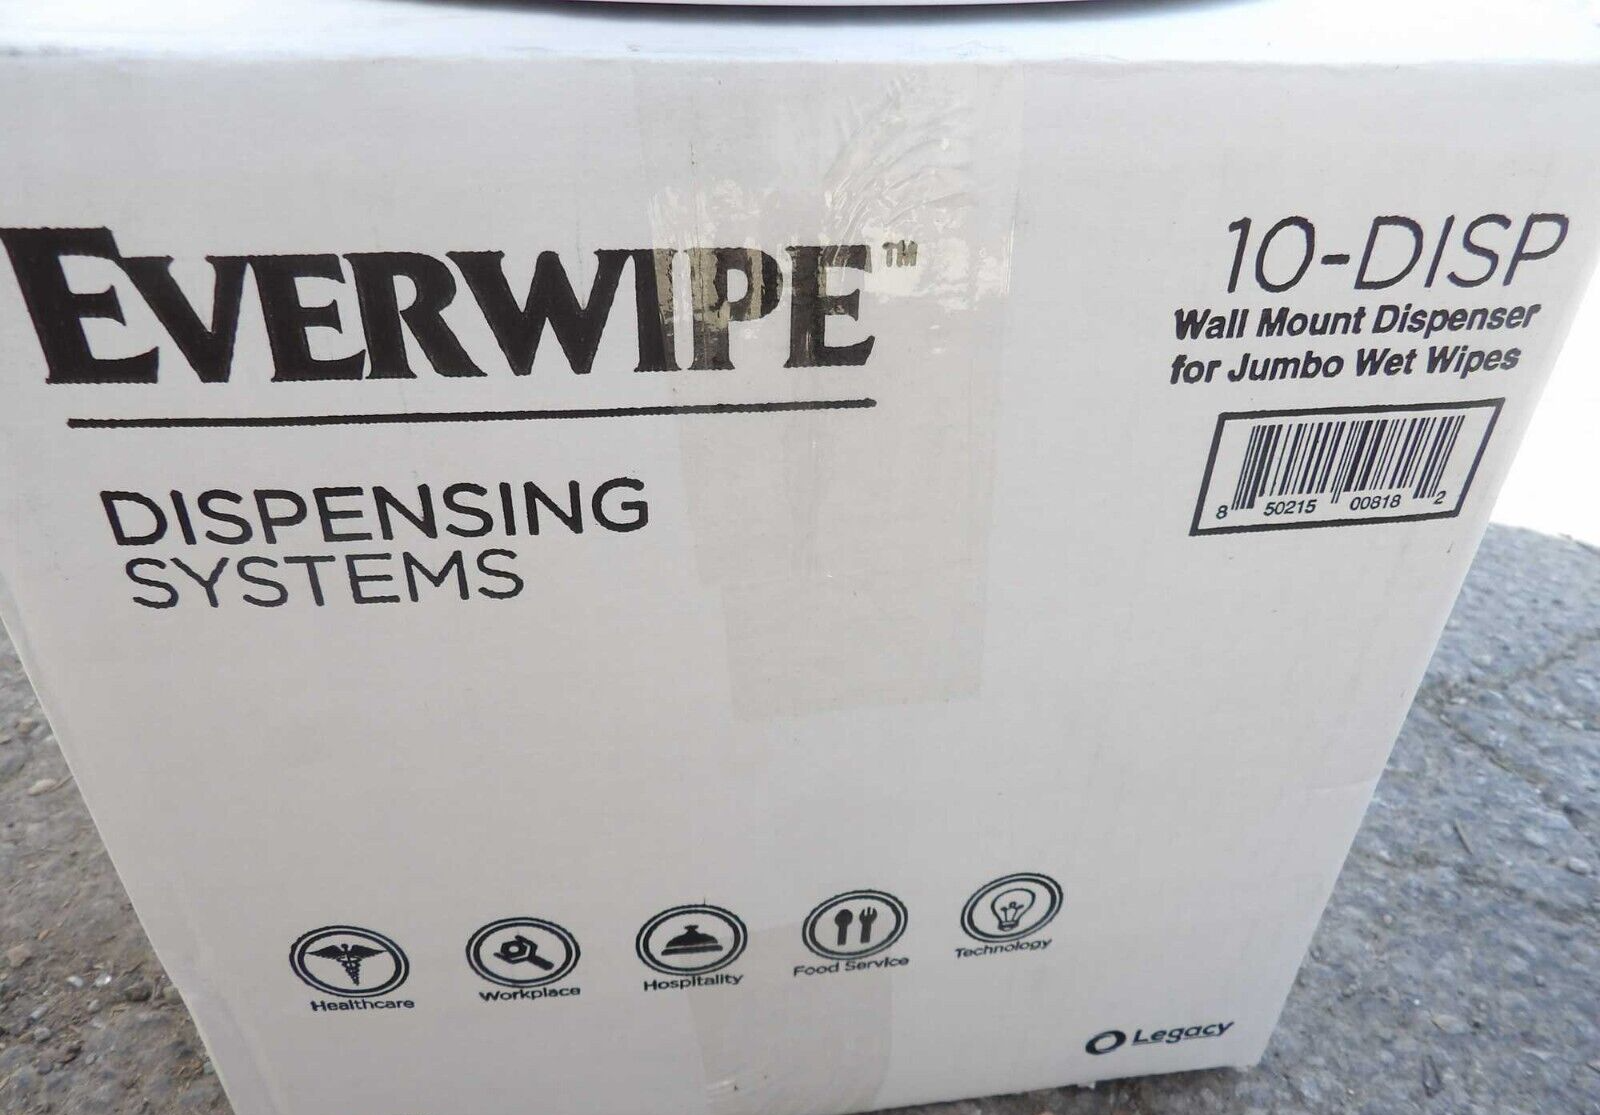 EVERWIPE™
DISPENSING
SYSTEMS
10-DISP
Wall Mount Dispenser
for Jumbo Wet Wipes
8 50215 00818 2
Healthcare
Workplace
Hospitality
Food Service
Technology
Legacy